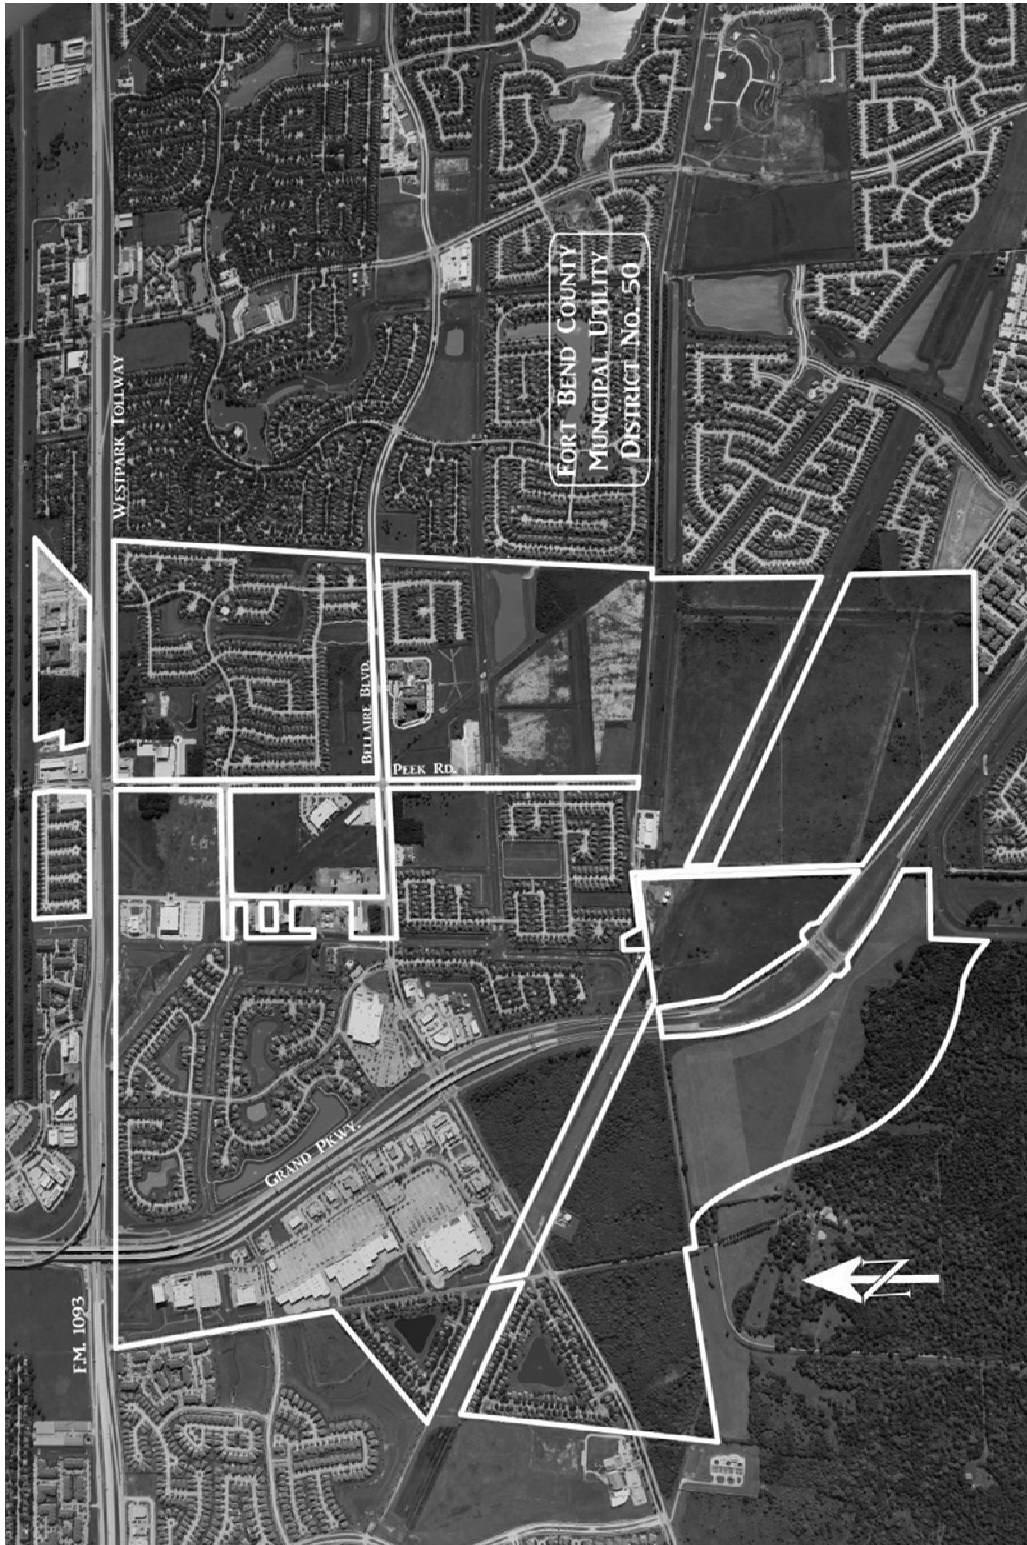 WESTPARK TOLLWAY
FORT BEND COUNTY
MUNICIPAL UTILITY
DISTRICT NO. 50
BELLAIRE BLVD.
PEEK RD.
GRAND PKWY.
F.M. 1093
N